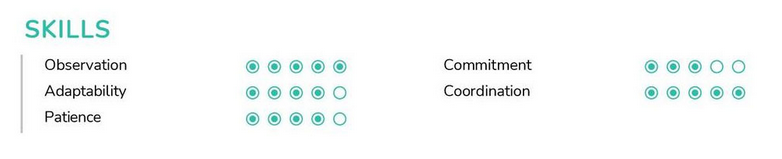 SKILLS
Observation
Adaptability
Patience
Commitment
Coordination